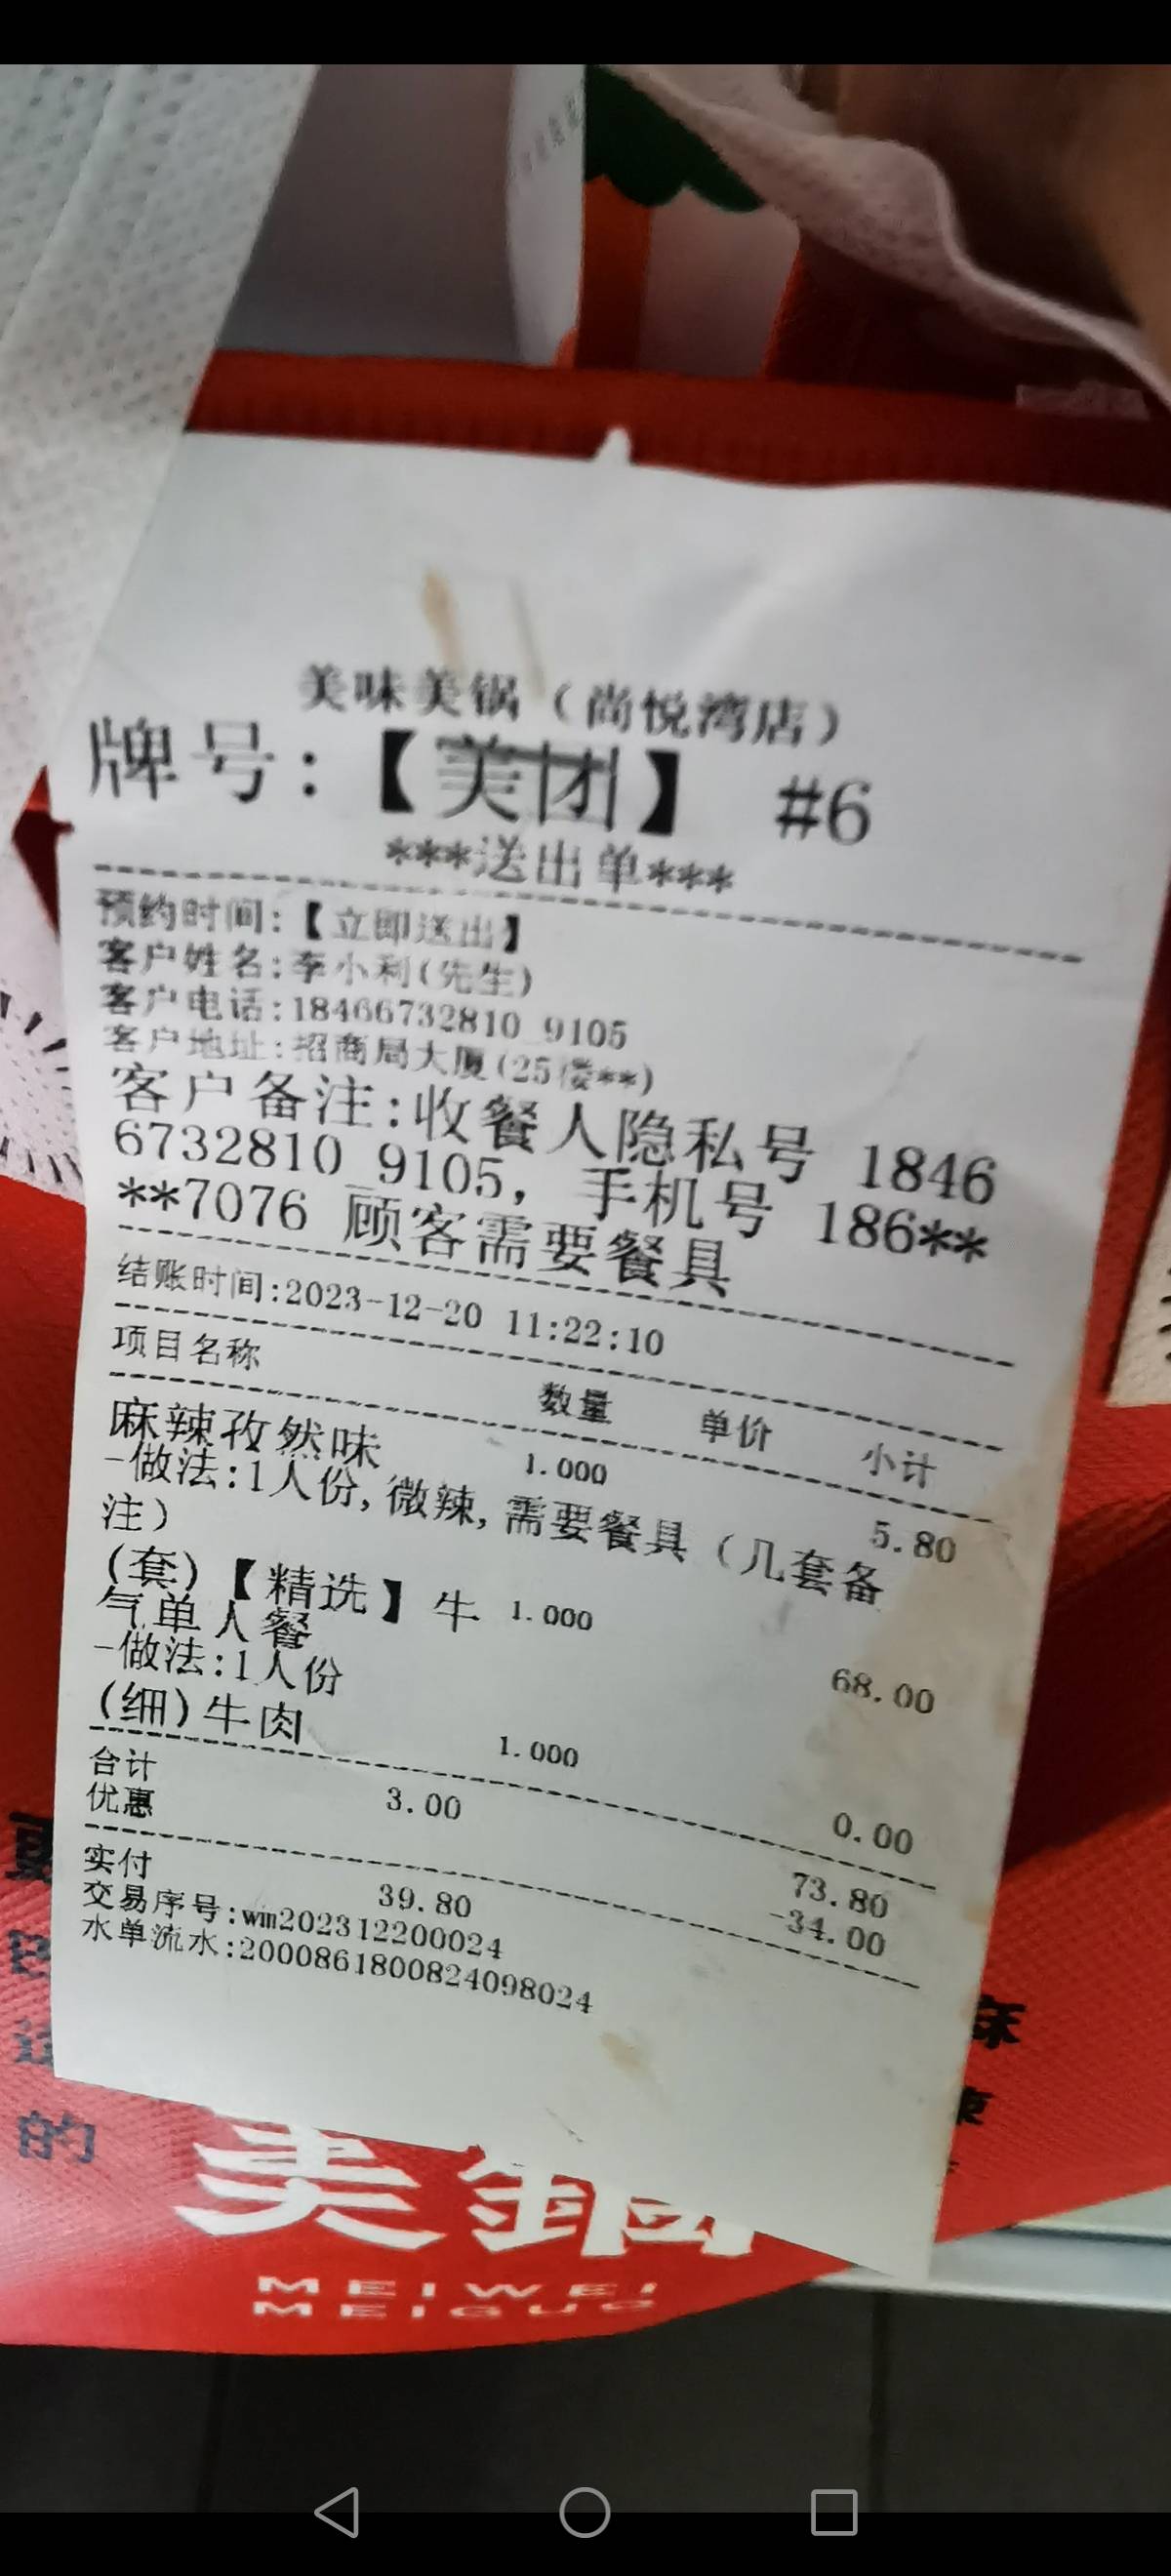 美味美锅（尚悦湾店）
牌号:【美团】 #6
***送出单***
预约时间:【立即送出】
客户姓名:李小利(先生)
客户电话:18466732810_9105
客户地址:招商局大厦(25楼**)
客户备注:收餐人隐私号 1846
6732810_9105, 手机号 186**
**7076 顾客需要餐具
结账时间:2023-12-20 11:22:10
项目名称 数量 单价 小计
麻辣孜然味 1.000 5.80
-做法:1人份,微辣,需要餐具（几套备
注）
(套)【精选】牛 1.000 68.00
气单人餐
-做法:1人份
(细)牛肉 1.000 0.00
合计 3.00 73.80
优惠 -34.00
实付 39.80
交易序号:wm202312200024
水单流水:2000861800824098024
的
美锅
MEIWEI
MEIGUO